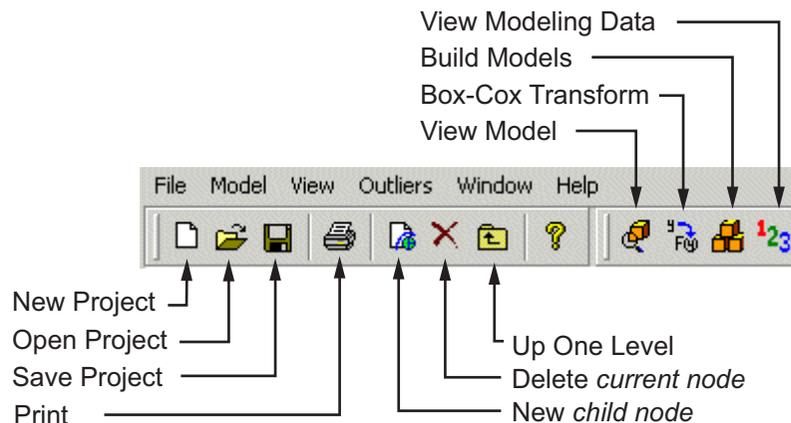 View Modeling Data
Build Models
Box-Cox Transform
View Model
File Model View Outliers Window Help
y F(y) 123
New Project
Open Project
Save Project
Print
Up One Level
Delete current node
New child node